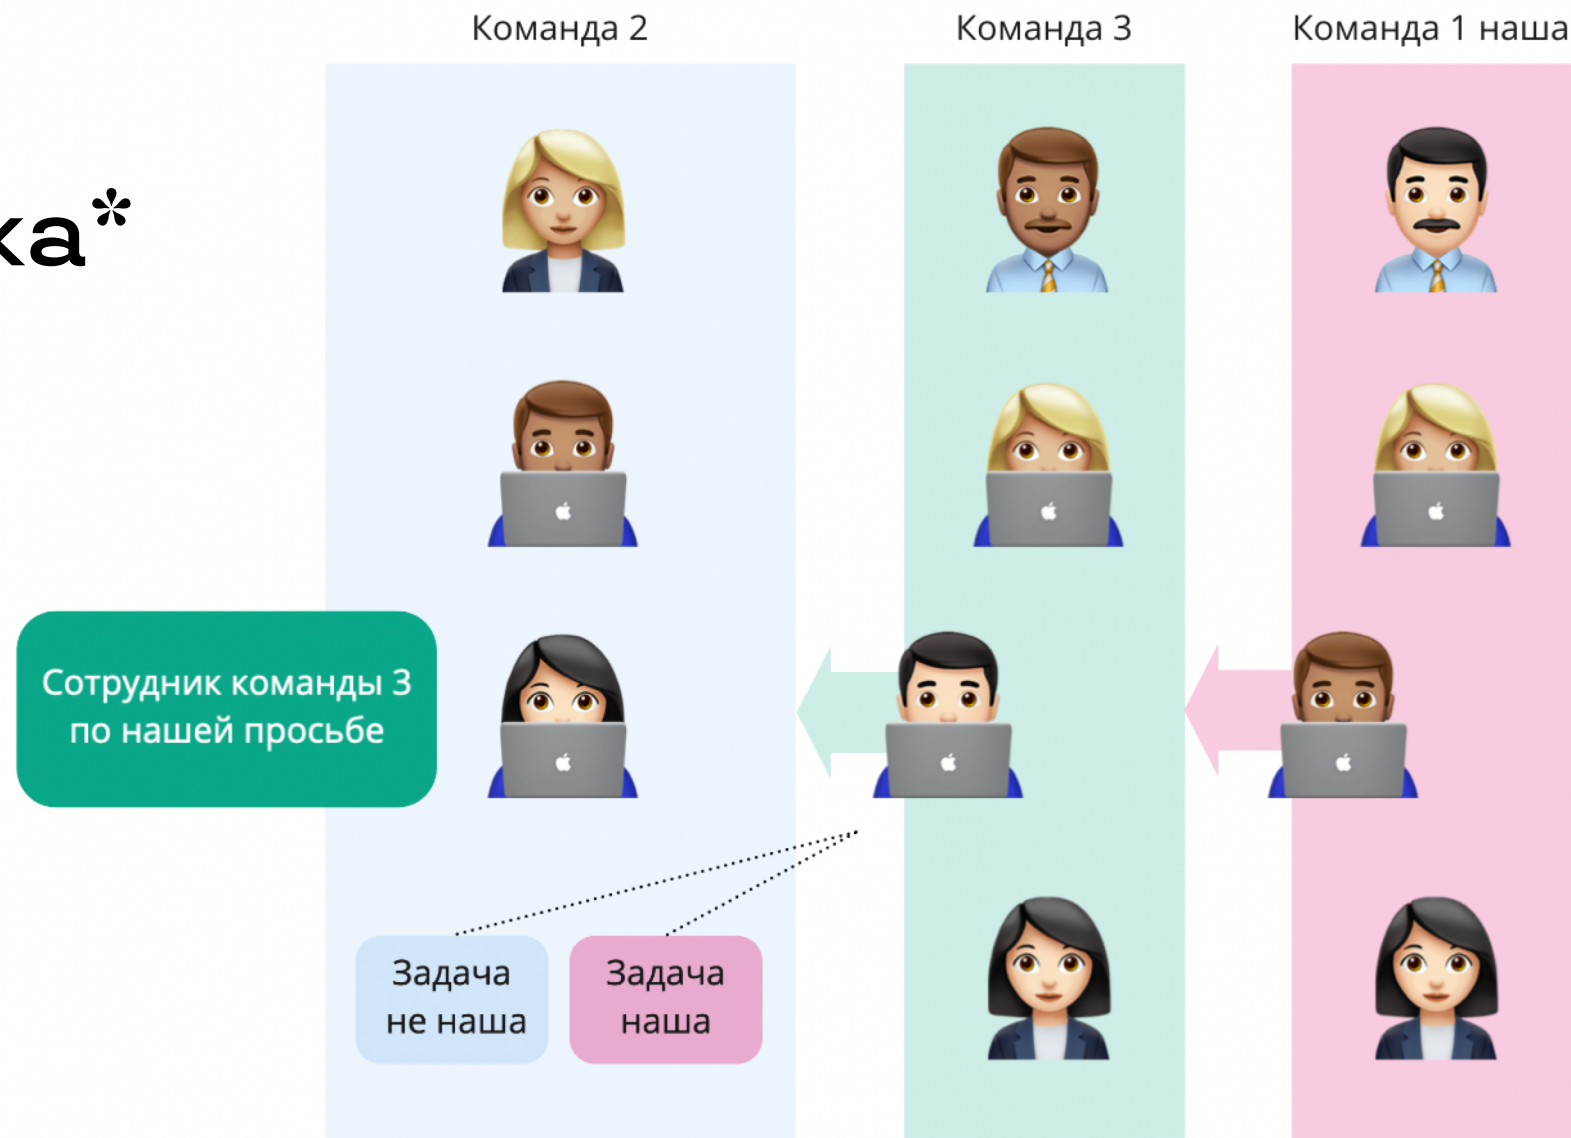 Команда 2
Команда 3
Команда 1 наша
ка*
Сотрудник команды 3
по нашей просьбе
Задача
не наша
Задача
наша